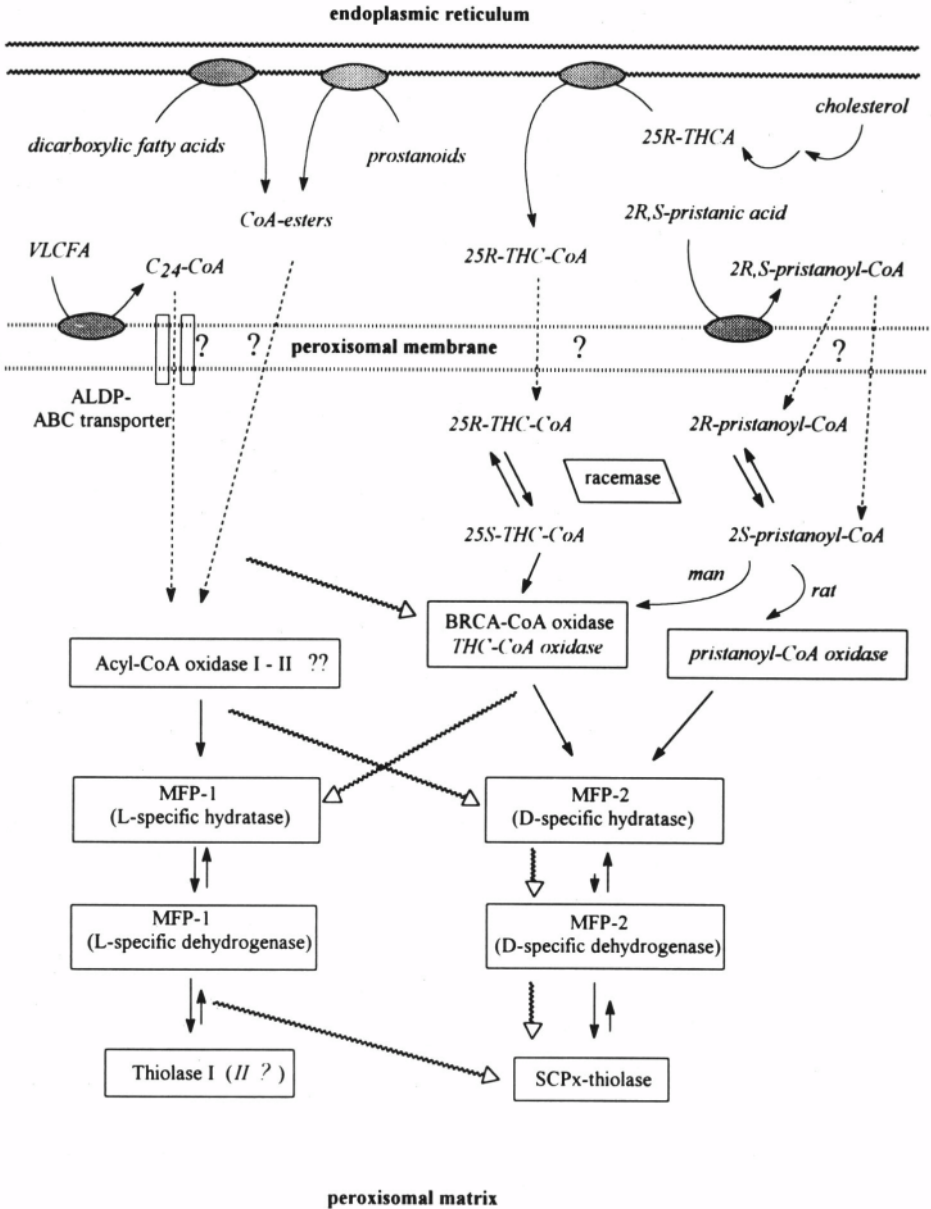 endoplasmic reticulum
cholesterol
dicarboxylic fatty acids
prostanoids
25R-THCA
CoA-esters
2R,S-pristanic acid
VLCFA
C24-CoA
25R-THC-CoA
2R,S-pristanoyl-CoA
? ? peroxisomal membrane ? ?
ALDP-
ABC transporter
25R-THC-CoA
2R-pristanoyl-CoA
racemase
25S-THC-CoA
2S-pristanoyl-CoA
man
rat
BRCA-CoA oxidase
THC-CoA oxidase
Acyl-CoA oxidase I - II ??
pristanoyl-CoA oxidase
MFP-1
(L-specific hydratase)
MFP-2
(D-specific hydratase)
MFP-1
(L-specific dehydrogenase)
MFP-2
(D-specific dehydrogenase)
Thiolase I (II ? )
SCPx-thiolase
peroxisomal matrix